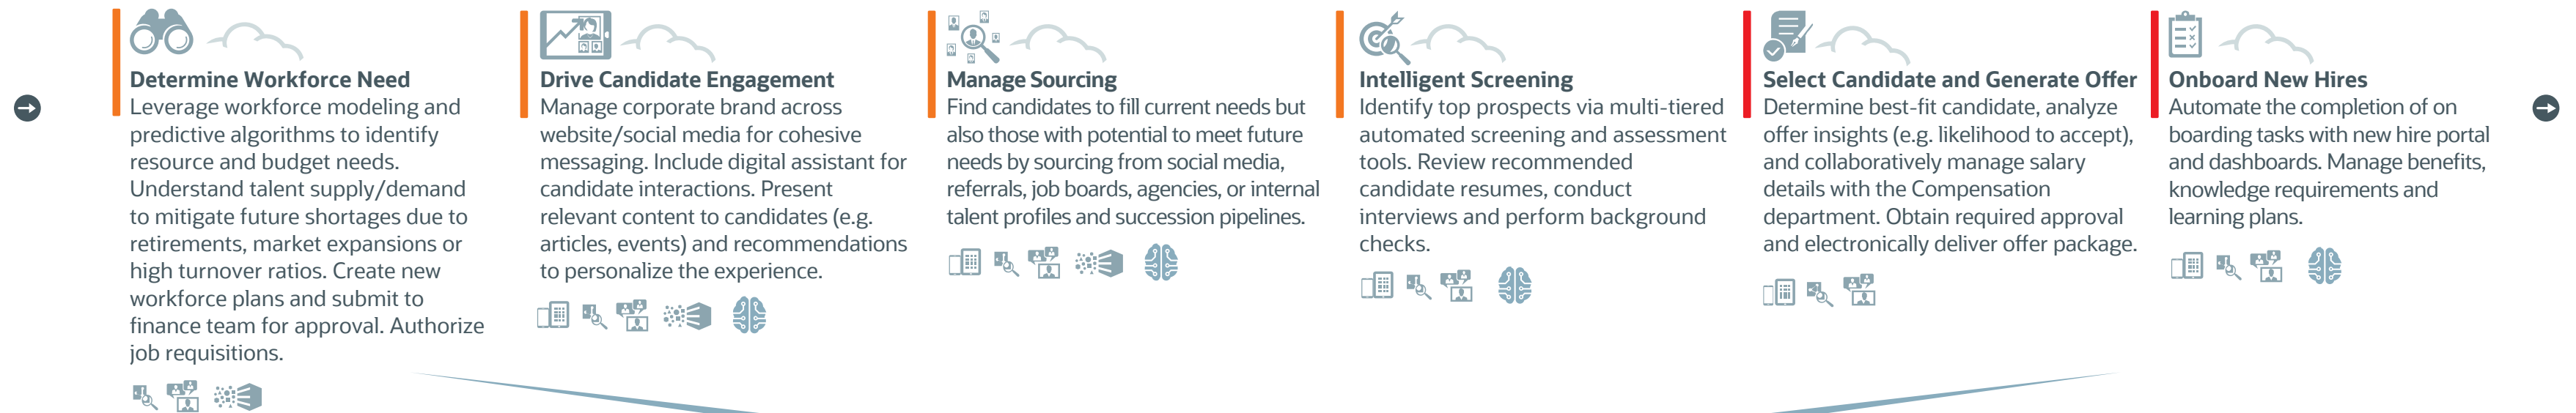 Determine Workforce Need
Leverage workforce modeling and
predictive algorithms to identify
resource and budget needs.
Understand talent supply/demand
to mitigate future shortages due to
retirements, market expansions or
high turnover ratios. Create new
workforce plans and submit to
finance team for approval. Authorize
job requisitions.
Drive Candidate Engagement
Manage corporate brand across
website/social media for cohesive
messaging. Include digital assistant for
candidate interactions. Present
relevant content to candidates (e.g.
articles, events) and recommendations
to personalize the experience.
Manage Sourcing
Find candidates to fill current needs but
also those with potential to meet future
needs by sourcing from social media,
referrals, job boards, agencies, or internal
talent profiles and succession pipelines.
Intelligent Screening
Identify top prospects via multi-tiered
automated screening and assessment
tools. Review recommended
candidate resumes, conduct
interviews and perform background
checks.
Select Candidate and Generate Offer
Determine best-fit candidate, analyze
offer insights (e.g. likelihood to accept),
and collaboratively manage salary
details with the Compensation
department. Obtain required approval
and electronically deliver offer package.
Onboard New Hires
Automate the completion of on
boarding tasks with new hire portal
and dashboards. Manage benefits,
knowledge requirements and
learning plans.